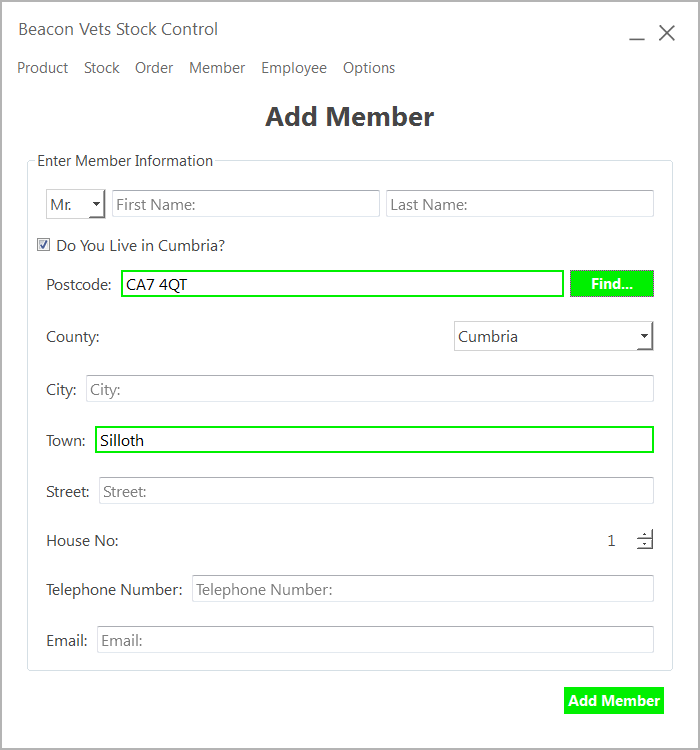 Beacon Vets Stock Control
Product Stock Order Member Employee Options
Add Member
Enter Member Information
Mr. First Name: Last Name:
Do You Live in Cumbria?
Postcode: CA7 4QT Find...
County: Cumbria
City: City:
Town: Silloth
Street: Street:
House No: 1
Telephone Number: Telephone Number:
Email: Email:
Add Member